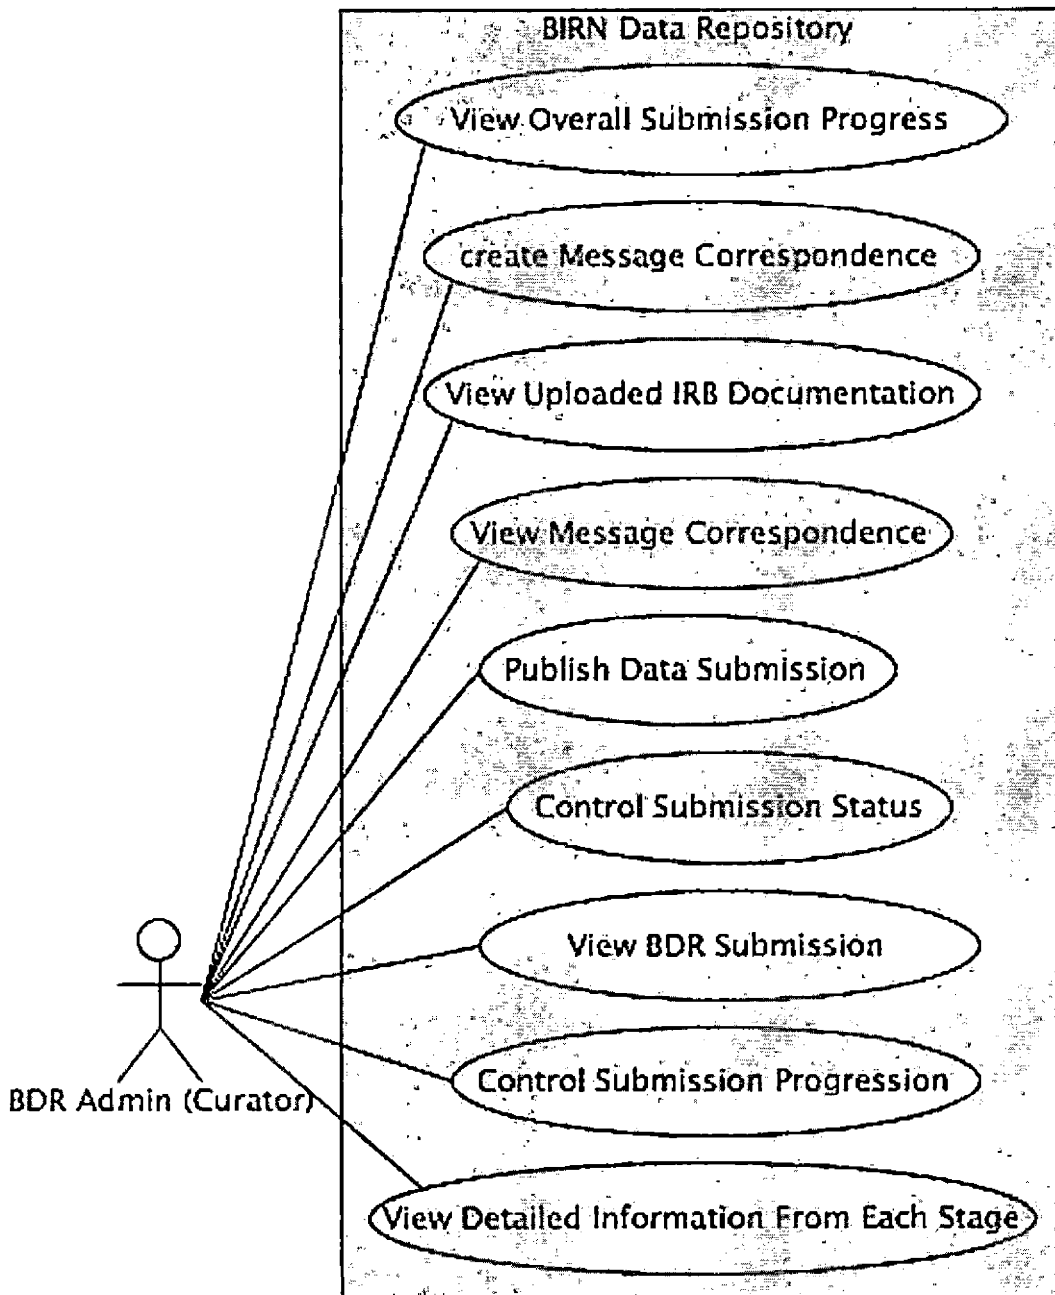 BIRN Data Repository
View Overall Submission Progress
create Message Correspondence
View Uploaded IRB Documentation
View Message Correspondence
Publish Data Submission
Control Submission Status
View BDR Submission
Control Submission Progression
BDR Admin (Curator)
View Detailed Information From Each Stage